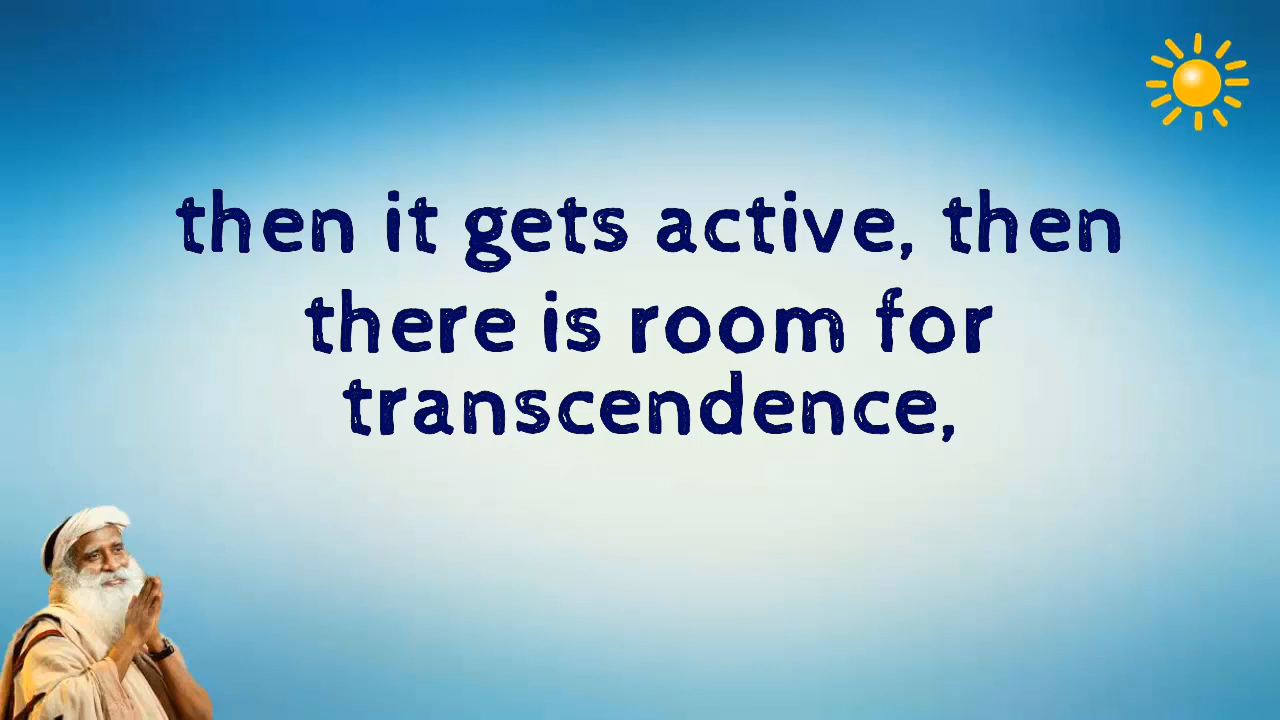 then it gets active, then
there is room for
transcendence,